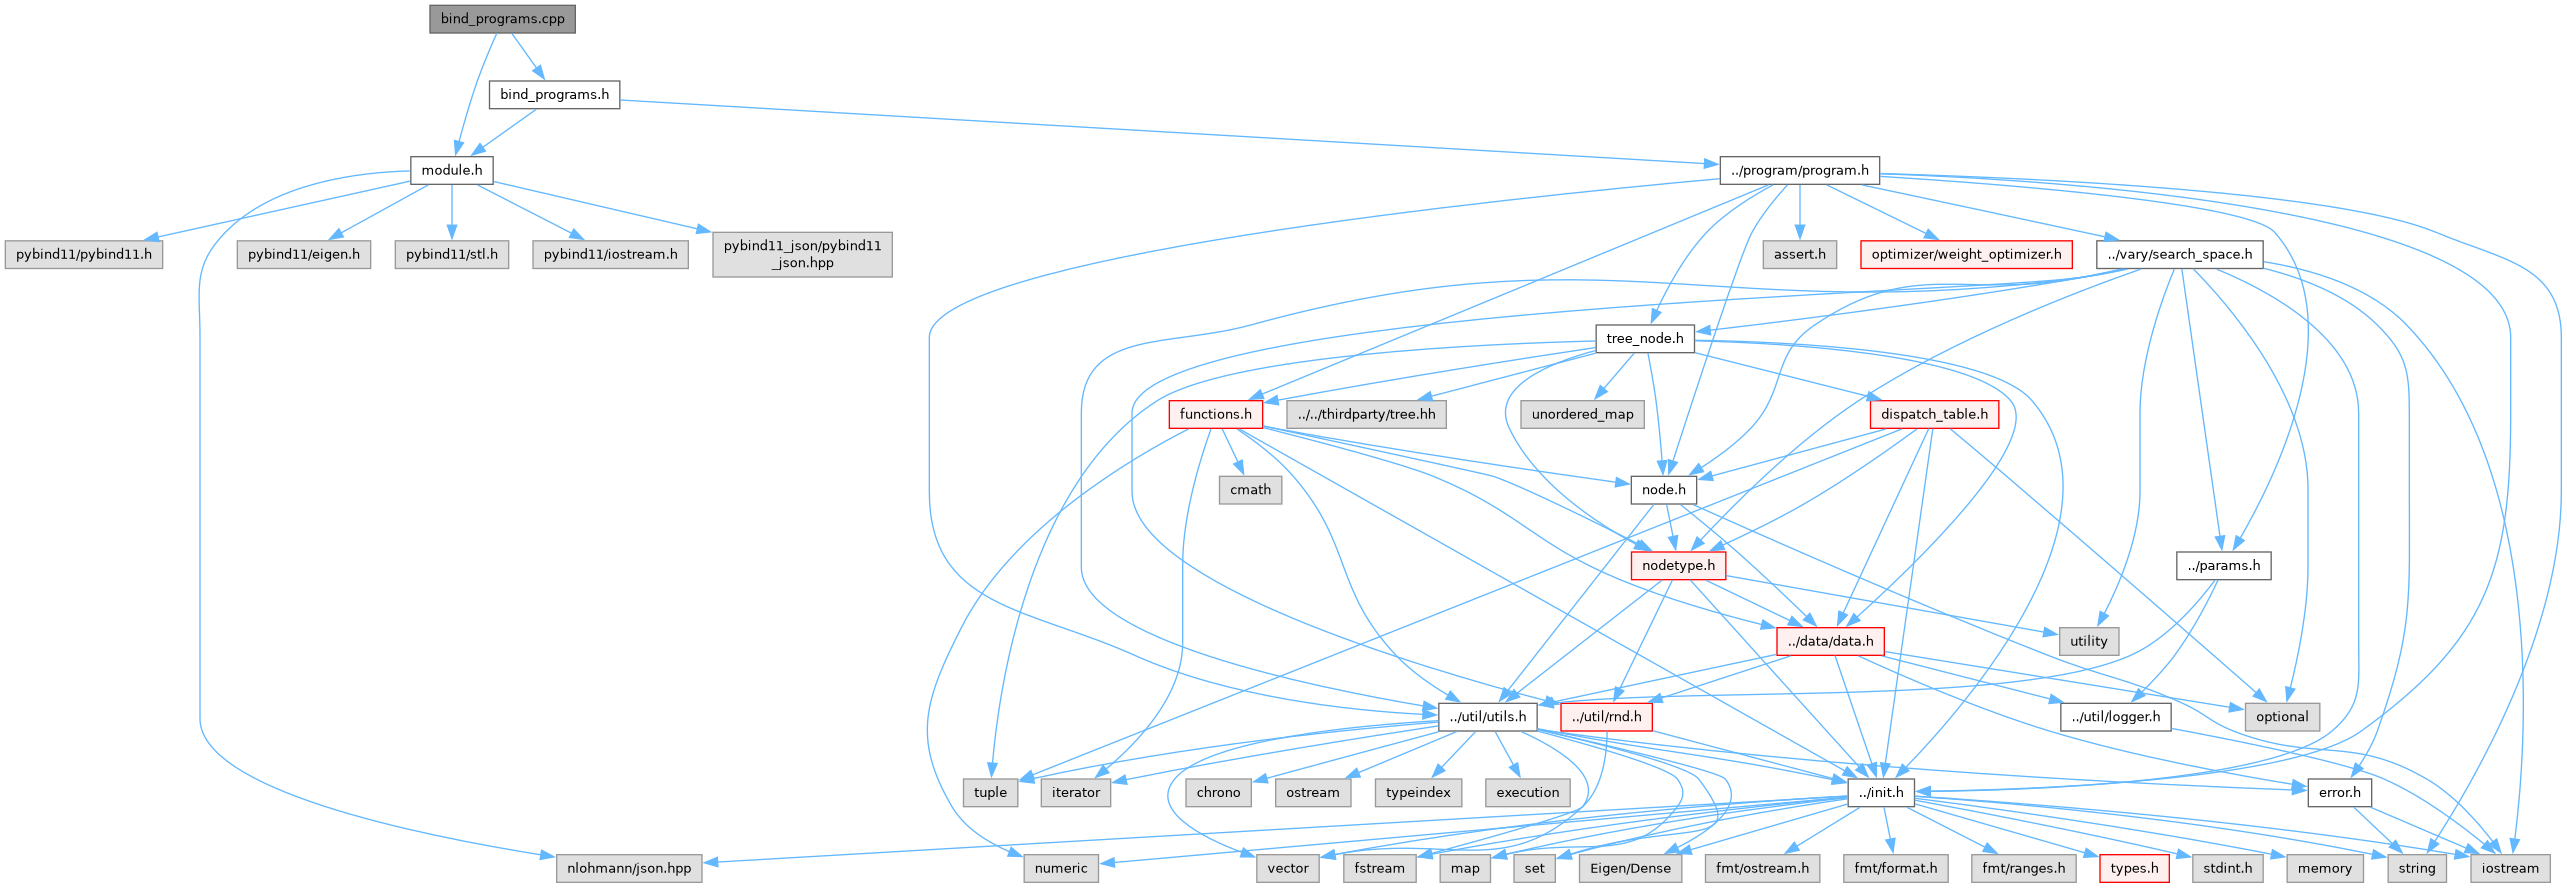 bind_programs.cpp
bind_programs.h
module.h
../program/program.h
pybind11/pybind11.h
pybind11/eigen.h
pybind11/stl.h
pybind11/iostream.h
pybind11_json/pybind11
_json.hpp
assert.h
optimizer/weight_optimizer.h
../vary/search_space.h
tree_node.h
functions.h
../../thirdparty/tree.hh
unordered_map
dispatch_table.h
cmath
node.h
nodetype.h
../params.h
../data/data.h
utility
../util/utils.h
../util/rnd.h
../util/logger.h
optional
tuple
iterator
chrono
ostream
typeindex
execution
../init.h
error.h
nlohmann/json.hpp
numeric
vector
fstream
map
set
Eigen/Dense
fmt/ostream.h
fmt/format.h
fmt/ranges.h
types.h
stdint.h
memory
string
iostream